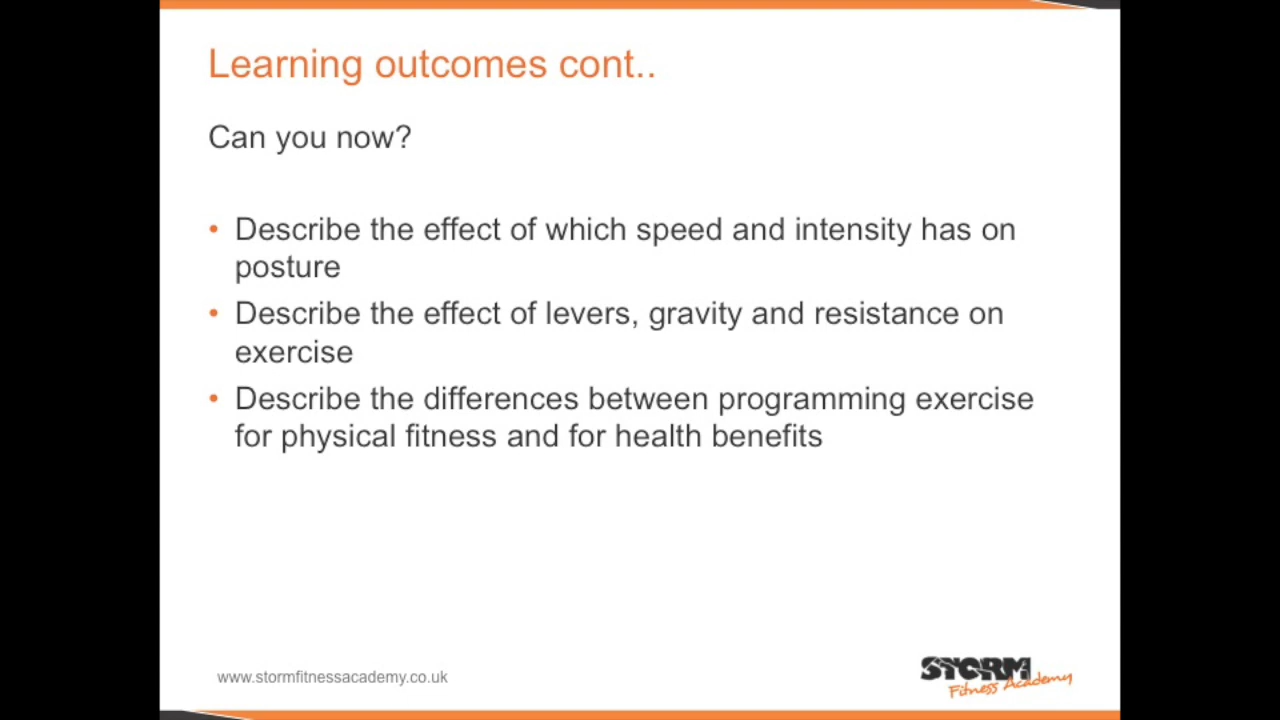 Learning outcomes cont..
Can you now?
• Describe the effect of which speed and intensity has on
posture
• Describe the effect of levers, gravity and resistance on
exercise
• Describe the differences between programming exercise
for physical fitness and for health benefits
www.stormfitnessacademy.co.uk
STORM
Fitness Academy